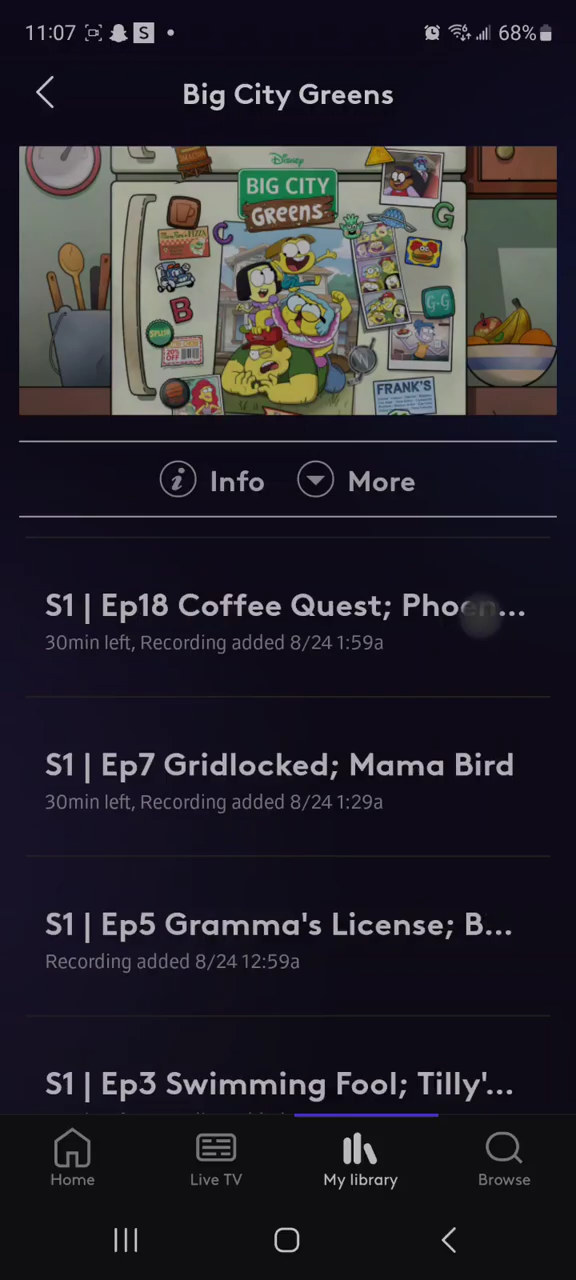 11:07 S 68%
Big City Greens
Disney
BIG CITY
GREENS
C
G
B
G-G
FRANK'S
Info More
S1 | Ep18 Coffee Quest; Phoen...
30min left, Recording added 8/24 1:59a
S1 | Ep7 Gridlocked; Mama Bird
30min left, Recording added 8/24 1:29a
S1 | Ep5 Gramma's License; B...
Recording added 8/24 12:59a
S1 | Ep3 Swimming Fool; Tilly'...
Home Live TV My library Browse